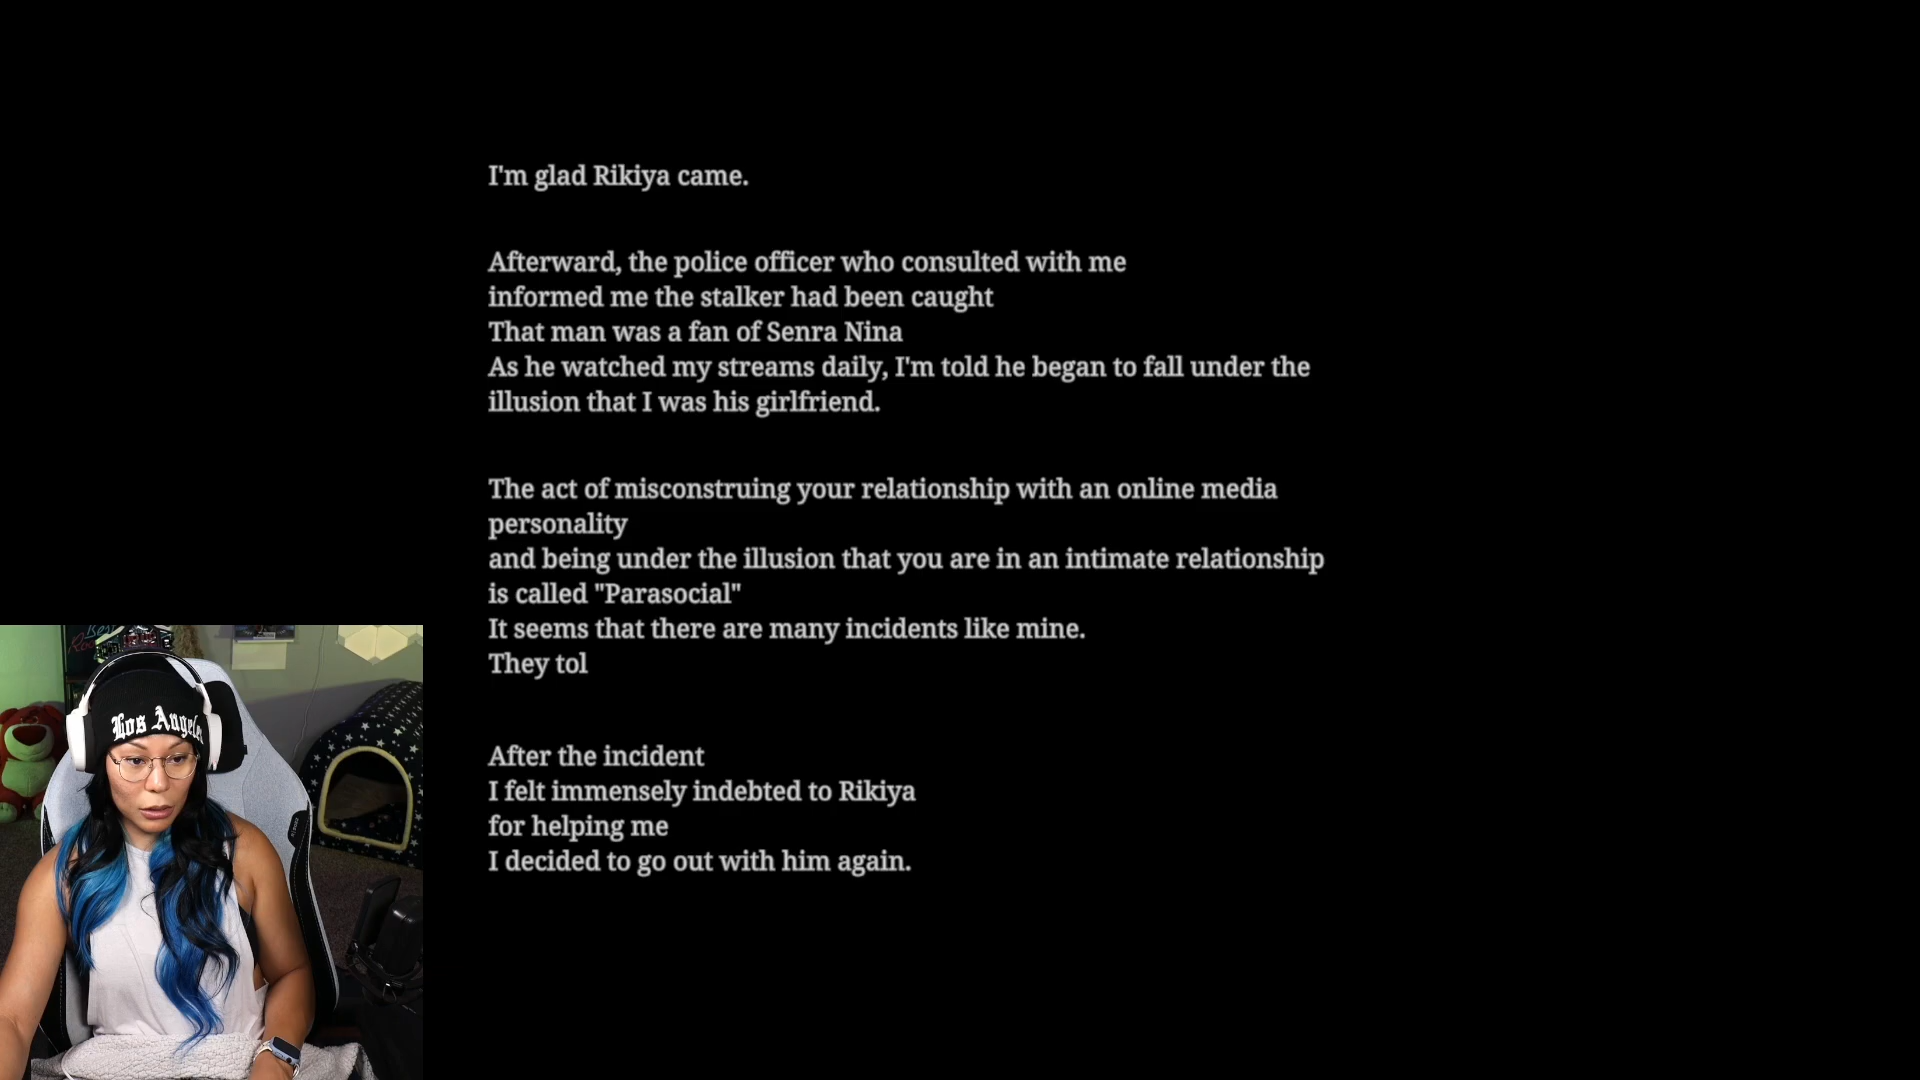 I'm glad Rikiya came.
Afterward, the police officer who consulted with me
informed me the stalker had been caught
That man was a fan of Senra Nina
As he watched my streams daily, I'm told he began to fall under the
illusion that I was his girlfriend.
The act of misconstruing your relationship with an online media
personality
and being under the illusion that you are in an intimate relationship
is called "Parasocial"
It seems that there are many incidents like mine.
They tol
After the incident
I felt immensely indebted to Rikiya
for helping me
I decided to go out with him again.
Los Angeles